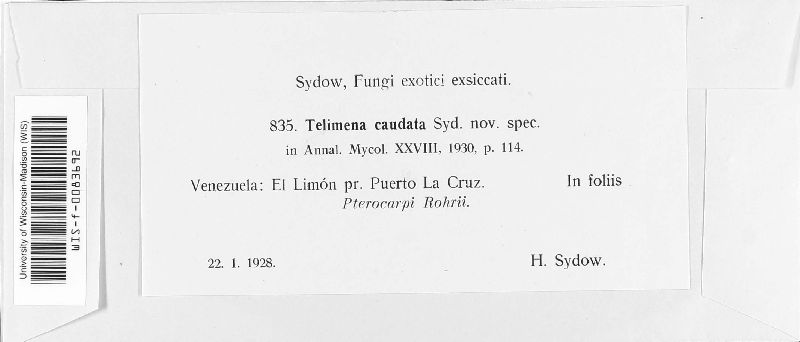 Sydow, Fungi exotici exsiccati.
835. Telimena caudata Syd. nov. spec.
in Annal. Mycol. XXVIII, 1930, p. 114.
Venezuela: El Limón pr. Puerto La Cruz. In foliis
Pterocarpi Rohrii.
22. 1. 1928. H. Sydow.
University of Wisconsin-Madison (WIS)
WIS-f-0083692